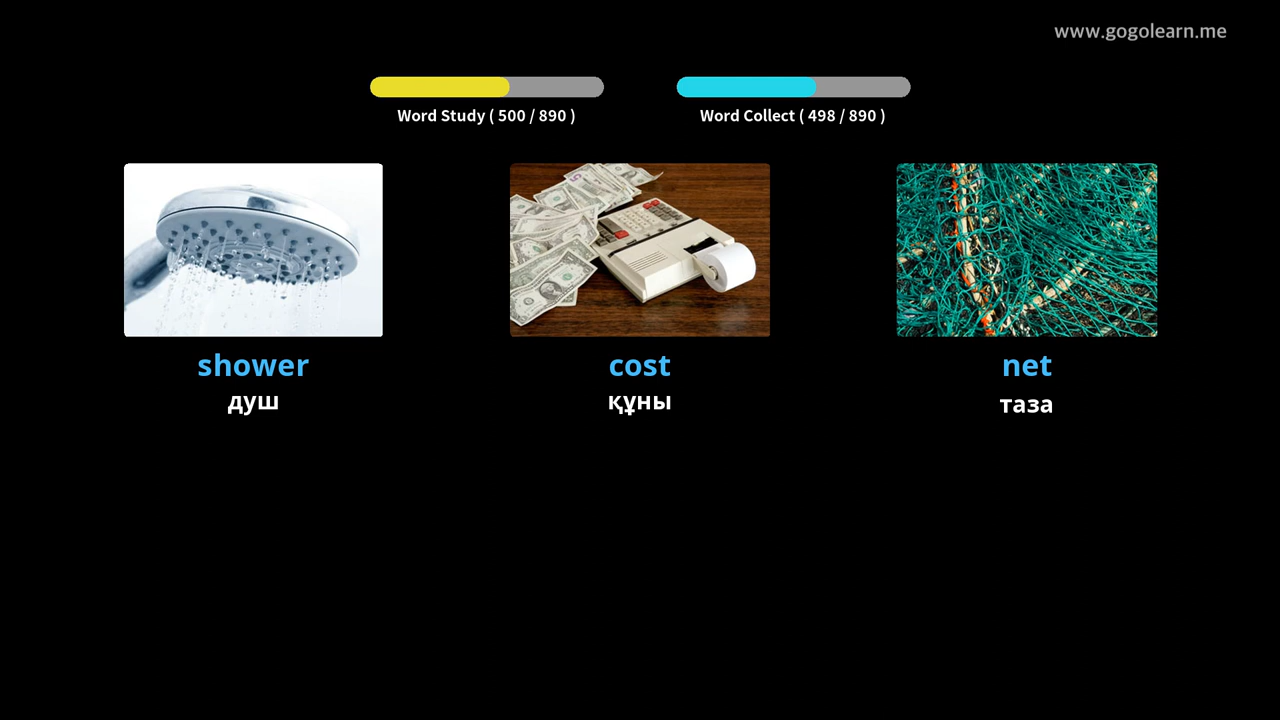 www.gogolearn.me
Word Study ( 500 / 890 )
Word Collect ( 498 / 890 )
shower
cost
net
душ
құны
таза